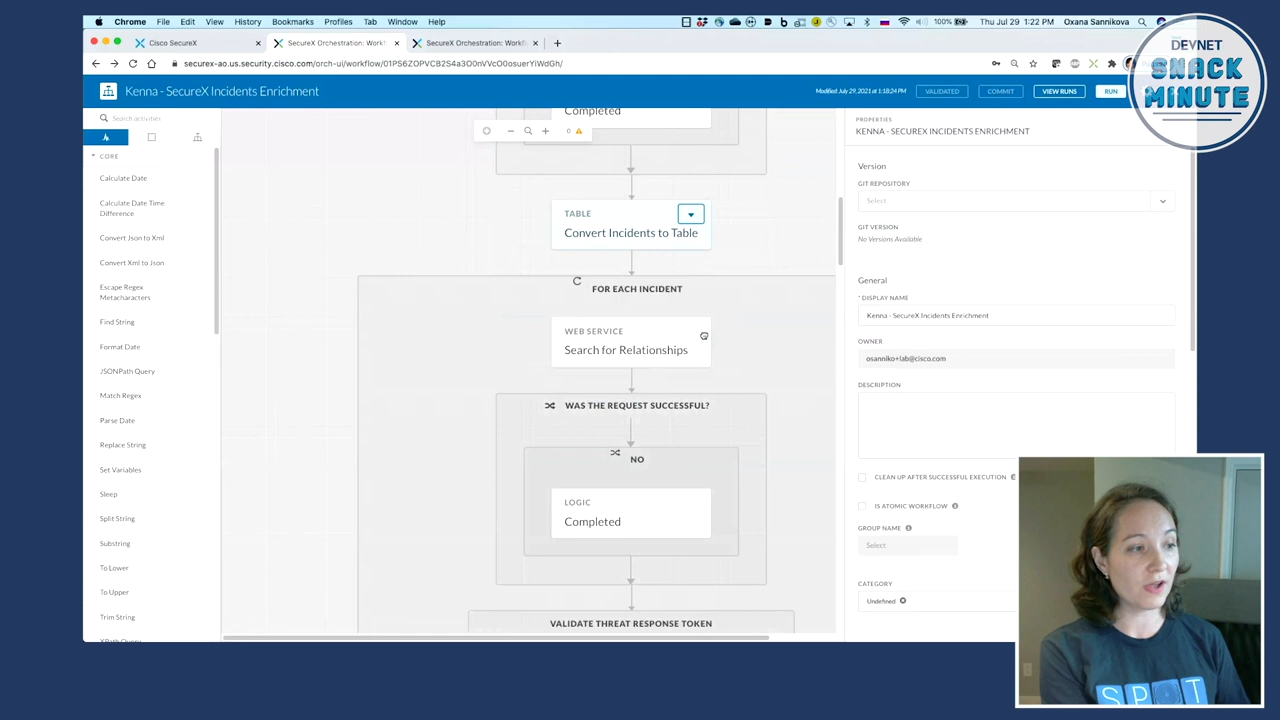 Chrome File Edit View History Bookmarks Profiles Tab Window Help
100% Thu Jul 29 1:22 PM Oxana Sannikova
DEVNET
SNACK
MINUTE
Cisco SecureX
SecureX Orchestration: Workf
SecureX Orchestration: Workfl
securex-ao.us.security.cisco.com/orch-ui/workflow/01PS6ZOPVCB2S4a3O0nVVcO0osuerYiWdGh/
Kenna - SecureX Incidents Enrichment
Modified July 29, 2021 at 1:18:24 PM
VALIDATED
COMMIT
VIEW RUNS
RUN
Search activities
CORE
Calculate Date
Calculate Date Time
Difference
Convert Json to Xml
Convert Xml to Json
Escape Regex
Metacharacters
Find String
Format Date
JSONPath Query
Match Regex
Parse Date
Replace String
Set Variables
Sleep
Split String
Substring
To Lower
To Upper
Trim String
XPath Query
Completed
0
TABLE
Convert Incidents to Table
FOR EACH INCIDENT
WEB SERVICE
Search for Relationships
WAS THE REQUEST SUCCESSFUL?
NO
LOGIC
Completed
VALIDATE THREAT RESPONSE TOKEN
PROPERTIES
KENNA - SECUREX INCIDENTS ENRICHMENT
Version
GIT REPOSITORY
Select
GIT VERSION
No Versions Available
General
* DISPLAY NAME
Kenna - SecureX Incidents Enrichment
OWNER
osanniko+lab@cisco.com
DESCRIPTION
CLEAN UP AFTER SUCCESSFUL EXECUTION
IS ATOMIC WORKFLOW
GROUP NAME
Select
CATEGORY
Undefined